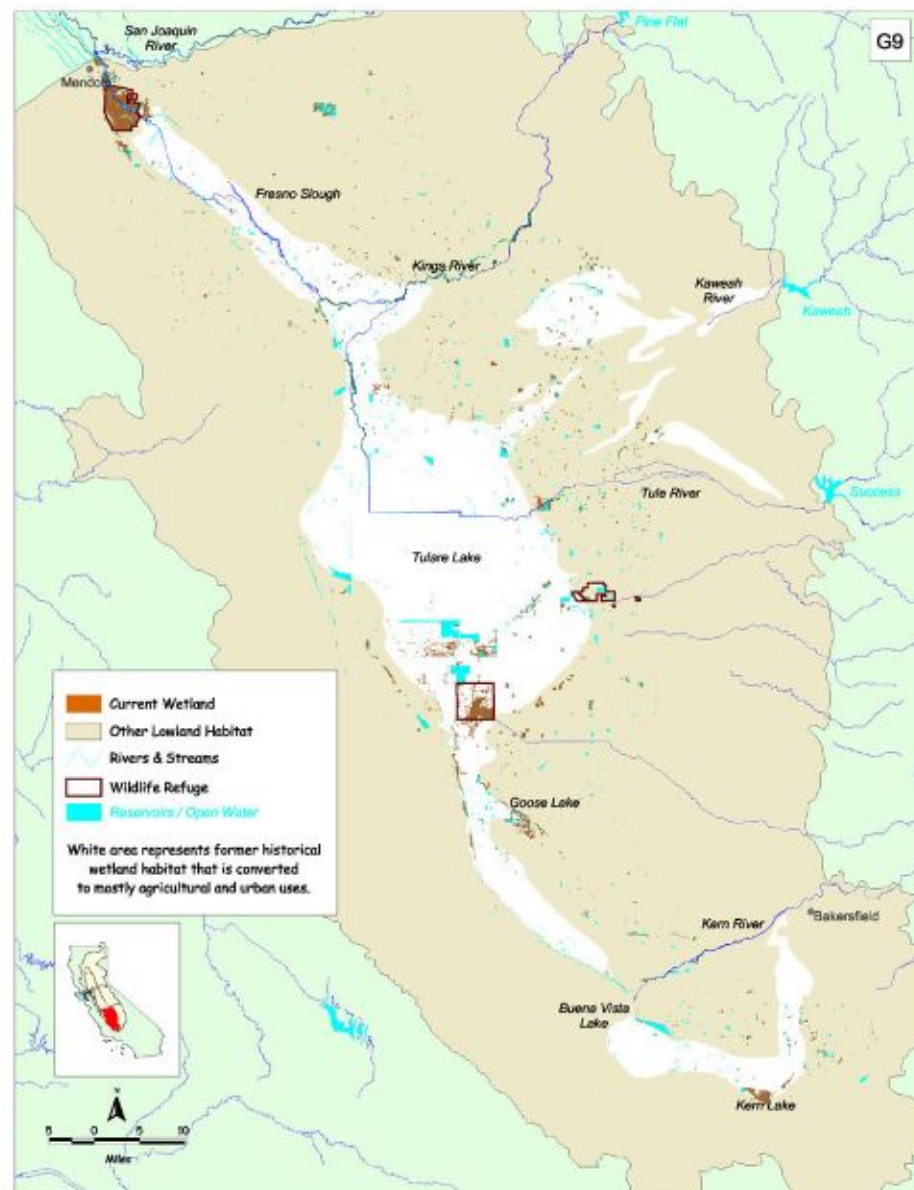 San Joaquin
River
Pine Flat
G9
Mendota
Fresno Slough
Kings River
Kaweah
River
Kaweah
Tule River
Success
Tulare Lake
Current Wetland
Other Lowland Habitat
Rivers & Streams
Wildlife Refuge
Reservoirs / Open Water
White area represents former historical
wetland habitat that is converted
to mostly agricultural and urban uses.
Goose Lake
Kern River
Bakersfield
Buena Vista
Lake
Kern Lake
N
5 0 5 10
Miles